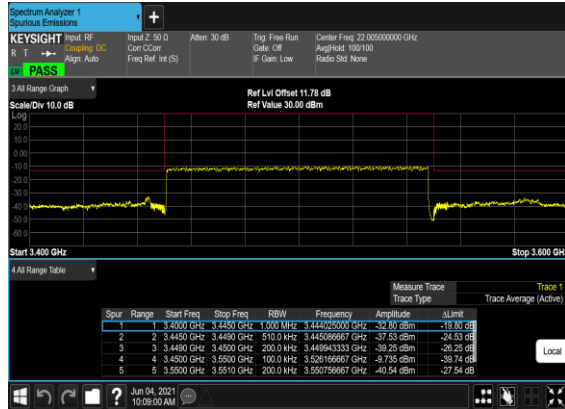 Spectrum Analyzer 1
Spurious Emissions
+
KEYSIGHT
R T
LV PASS
Input: RF
Coupling: DC
Align: Auto
Input Z: 50 Ω
Corr CCorr
Freq Ref: Int (S)
Atten: 30 dB
Trig: Free Run
Gate: Off
IF Gain: Low
Center Freq: 22.005000000 GHz
Avg|Hold: 100/100
Radio Std: None
3 All Range Graph
Scale/Div 10.0 dB
Ref Lvl Offset 11.78 dB
Ref Value 30.00 dBm
Log
20.0
10.0
0.00
-10.0
-20.0
-30.0
-40.0
-50.0
-60.0
Start 3.400 GHz
Stop 3.600 GHz
4 All Range Table
Measure Trace Trace 1
Trace Type Trace Average (Active)
Spur Range Start Freq Stop Freq RBW Frequency Amplitude ΔLimit
1 1 3.4000 GHz 3.4450 GHz 1.000 MHz 3.444025000 GHz -32.80 dBm -19.80 dB
2 2 3.4450 GHz 3.4490 GHz 510.0 kHz 3.445086667 GHz -37.53 dBm -24.53 dB
3 3 3.4490 GHz 3.4500 GHz 200.0 kHz 3.449943333 GHz -39.25 dBm -26.25 dB
4 4 3.4500 GHz 3.5500 GHz 100.0 kHz 3.526166667 GHz -9.735 dBm -39.74 dB
5 5 3.5500 GHz 3.5510 GHz 200.0 kHz 3.550756667 GHz -40.54 dBm -27.54 dB
Local
?
Jun 04, 2021
10:09:00 AM